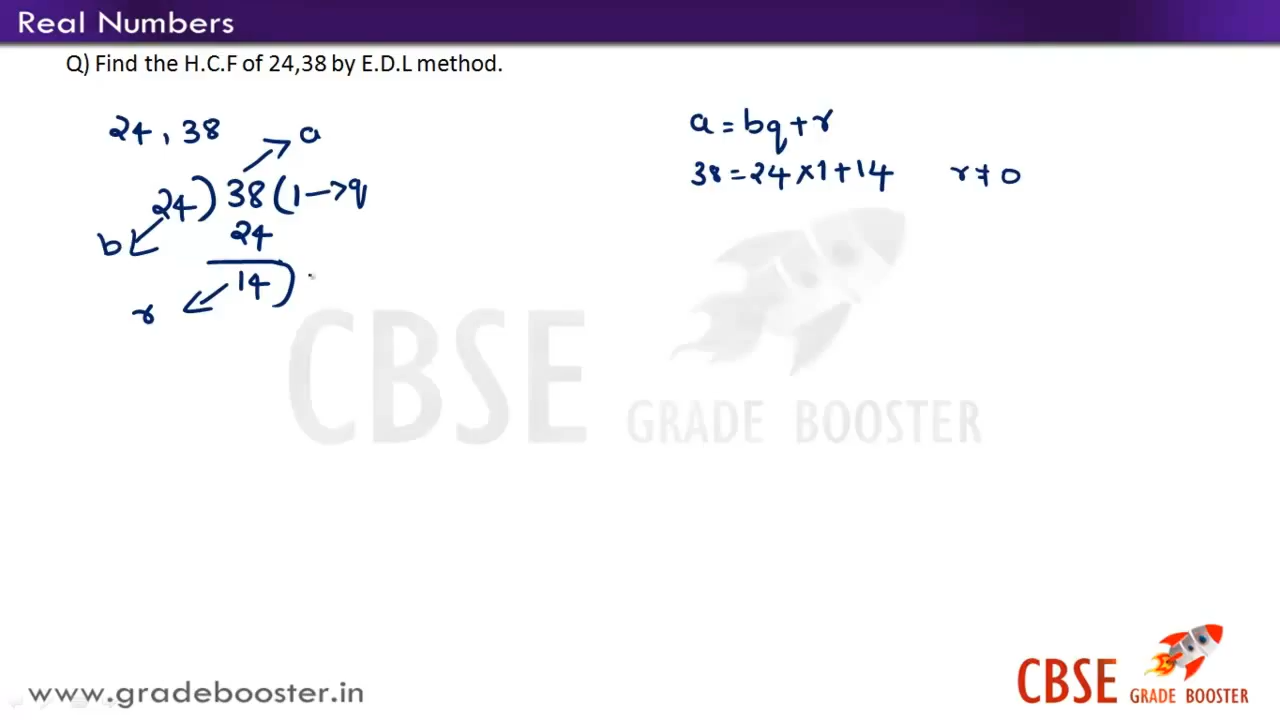 Real Numbers
Q) Find the H.C.F of 24,38 by E.D.L method.
24, 38
a
24) 38 (1 → q
b
24
14)
r
a = bq + r
38 = 24 × 1 + 14    r ≠ 0
CBSE GRADE BOOSTER
www.gradebooster.in
CBSE GRADE BOOSTER